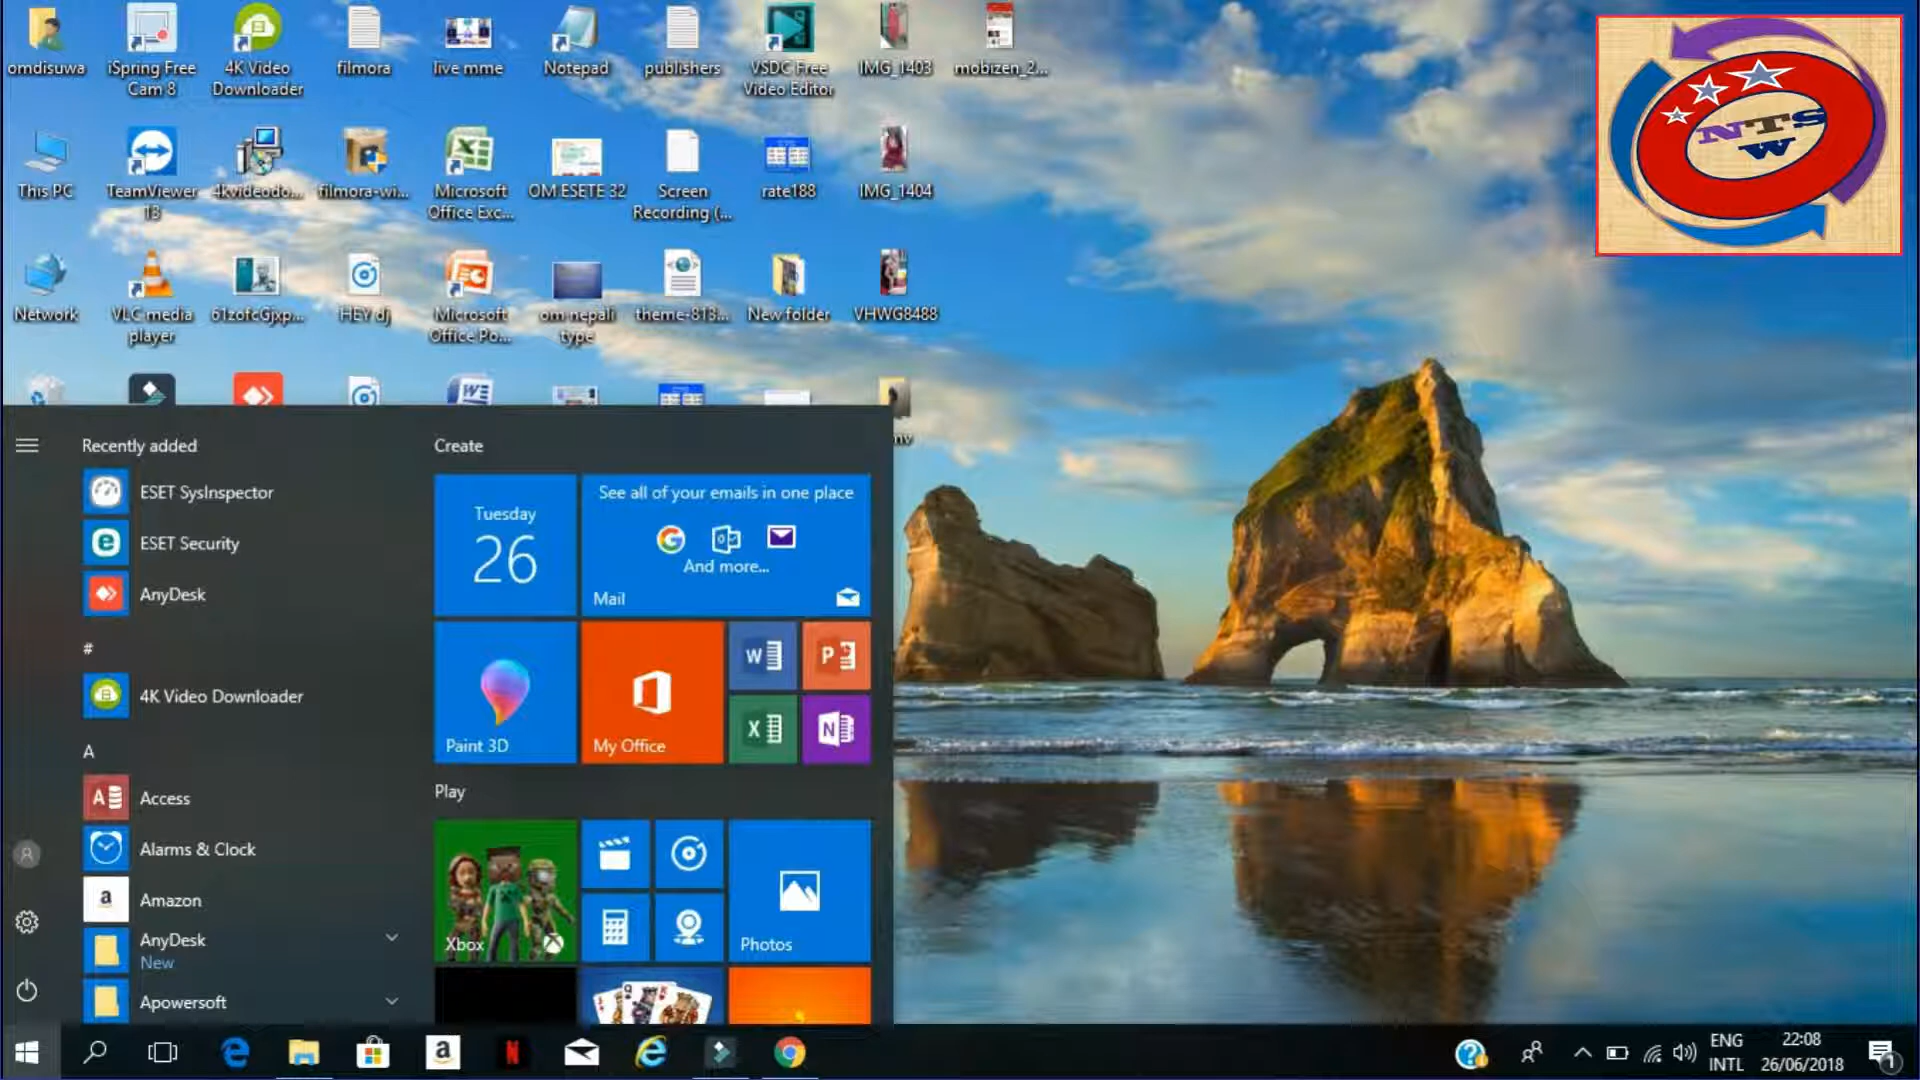 omdisuwa
iSpring Free
Cam 8
4K Video
Downloader
filmora
live mme
Notepad
publishers
VSDC Free
Video Editor
IMG_1403
mobizen_2...
This PC
TeamViewer
13
4kvideodo...
filmora-wi...
Microsoft
Office Exc...
OM ESETE 32
Screen
Recording (...
rate188
IMG_1404
Network
VLC media
player
61zofcGjxp...
HEY dj
Microsoft
Office Po...
om nepali
type
theme-813...
New folder
VHWG8488
NTS
W
Recently added
ESET SysInspector
ESET Security
AnyDesk
#
4K Video Downloader
A
Access
Alarms & Clock
Amazon
AnyDesk
New
Apowersoft
Create
Tuesday
26
See all of your emails in one place
And more...
Mail
Paint 3D
My Office
Play
Xbox
Photos
ENG
INTL
22:08
26/06/2018
1